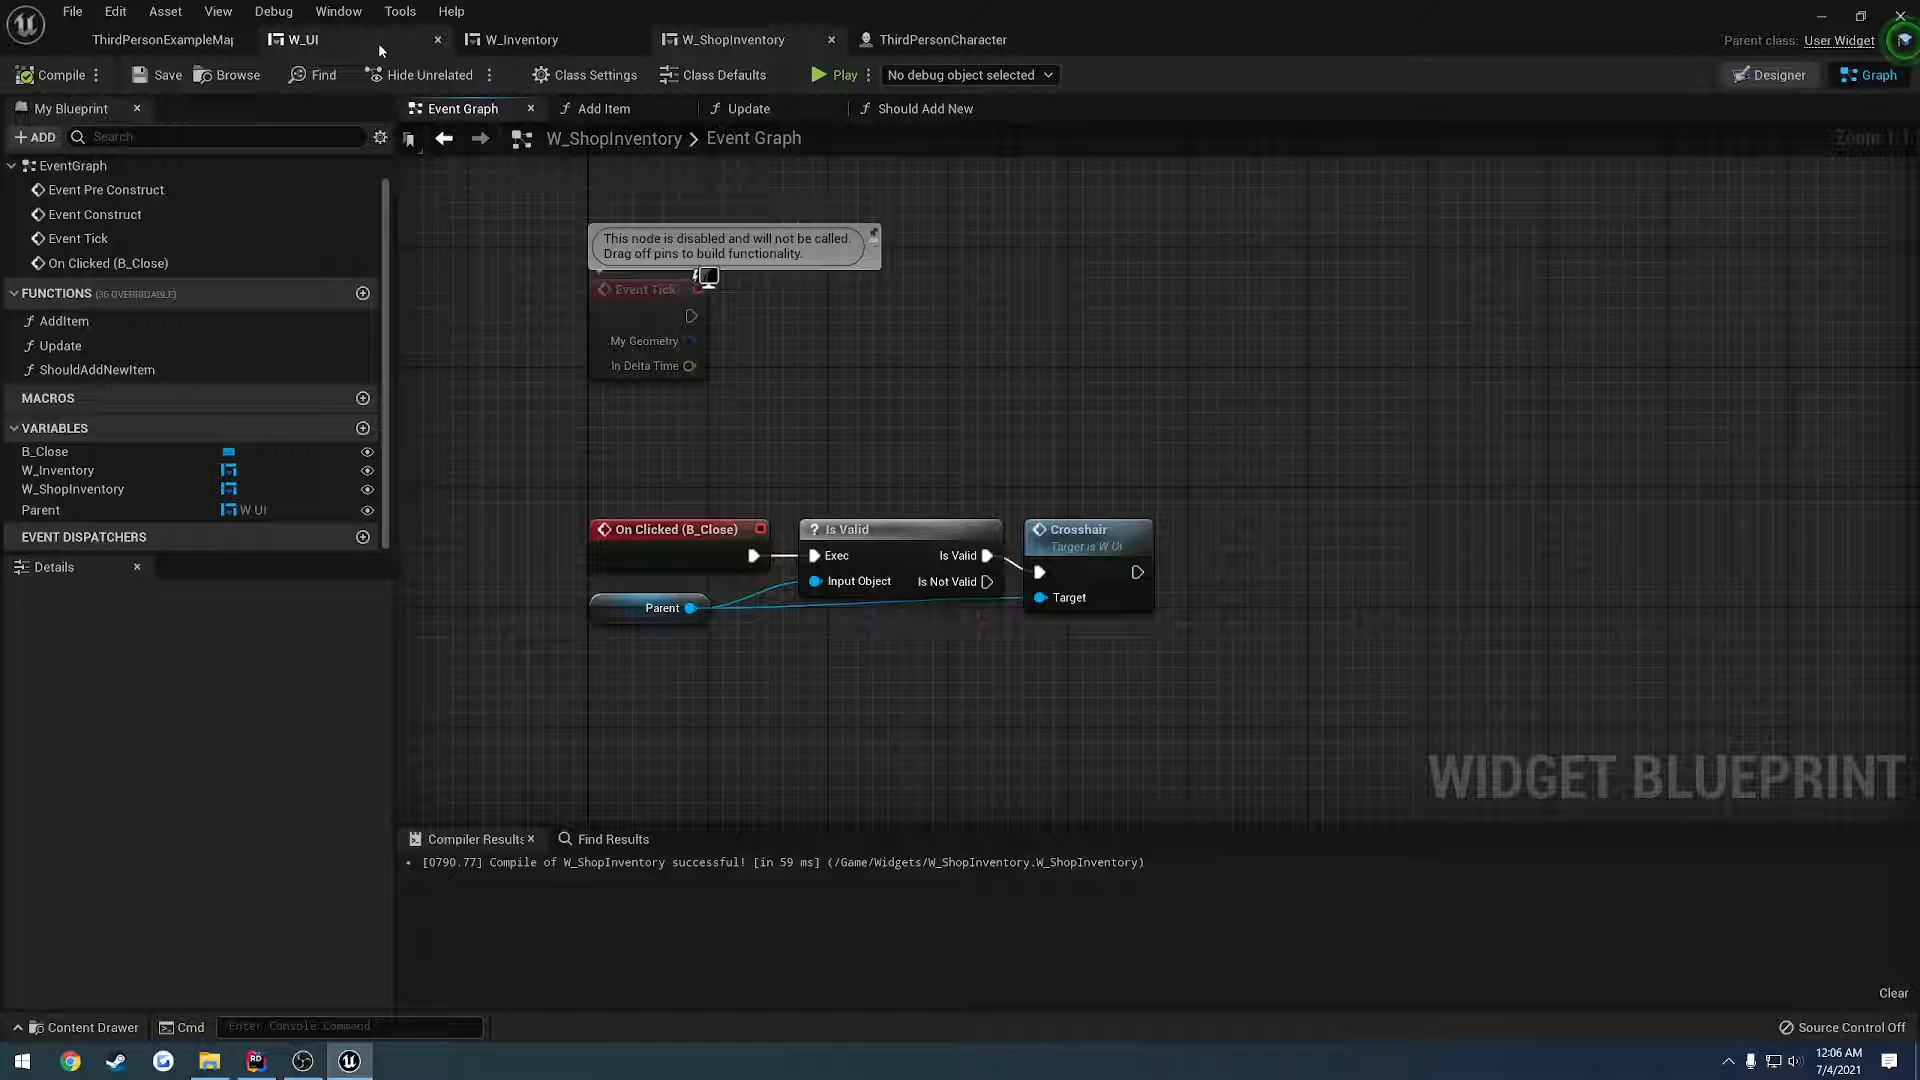 File Edit Asset View Debug Window Tools Help
ThirdPersonExampleMap W_UI W_Inventory W_ShopInventory ThirdPersonCharacter
Parent class: User Widget
Compile Save Browse Find Hide Unrelated Class Settings Class Defaults Play No debug object selected Designer Graph
My Blueprint Event Graph Add Item Update Should Add New
ADD Search W_ShopInventory > Event Graph Zoom 1:1
EventGraph
Event Pre Construct
Event Construct
Event Tick
On Clicked (B_Close)
FUNCTIONS (36 OVERRIDABLE)
AddItem
Update
ShouldAddNewItem
MACROS
VARIABLES
B_Close
W_Inventory
W_ShopInventory
Parent W UI
EVENT DISPATCHERS
Details
This node is disabled and will not be called.
Drag off pins to build functionality.
Event Tick
My Geometry
In Delta Time
On Clicked (B_Close)
Parent
? Is Valid
Exec Is Valid
Input Object Is Not Valid
Crosshair
Target is W UI
Target
WIDGET BLUEPRINT
Compiler Results Find Results
[0790.77] Compile of W_ShopInventory successful! [in 59 ms] (/Game/Widgets/W_ShopInventory.W_ShopInventory)
Clear
Content Drawer Cmd Enter Console Command Source Control Off
RD
12:06 AM
7/4/2021